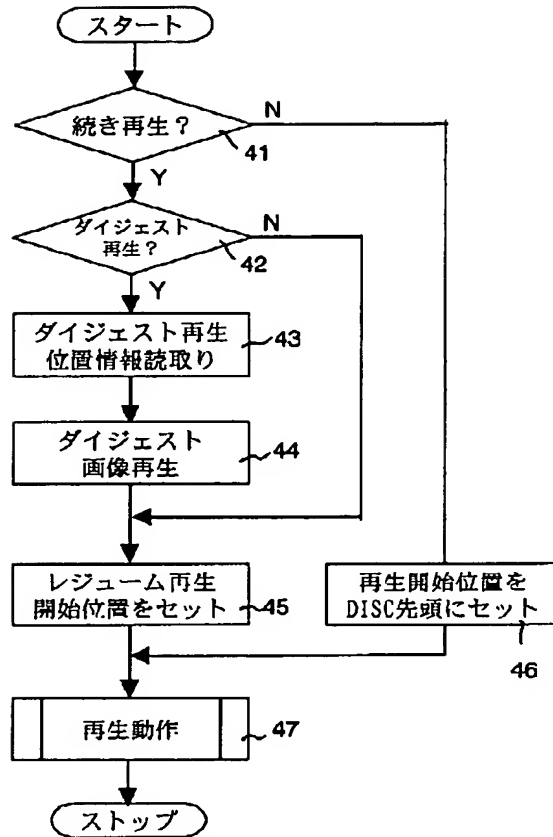 スタート
続き再生?
N
41
Y
ダイジェスト
再生?
N
42
Y
ダイジェスト再生
位置情報読取り
43
ダイジェスト
画像再生
44
レジューム再生
開始位置をセット
45
再生開始位置を
DISC先頭にセット
46
再生動作
47
ストップ